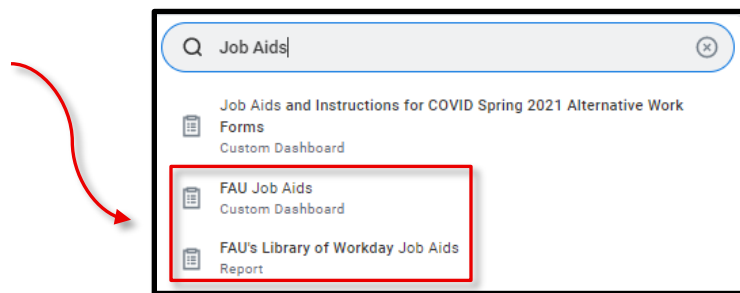 Job Aids
Job Aids and Instructions for COVID Spring 2021 Alternative Work
Forms
Custom Dashboard
FAU Job Aids
Custom Dashboard
FAU's Library of Workday Job Aids
Report